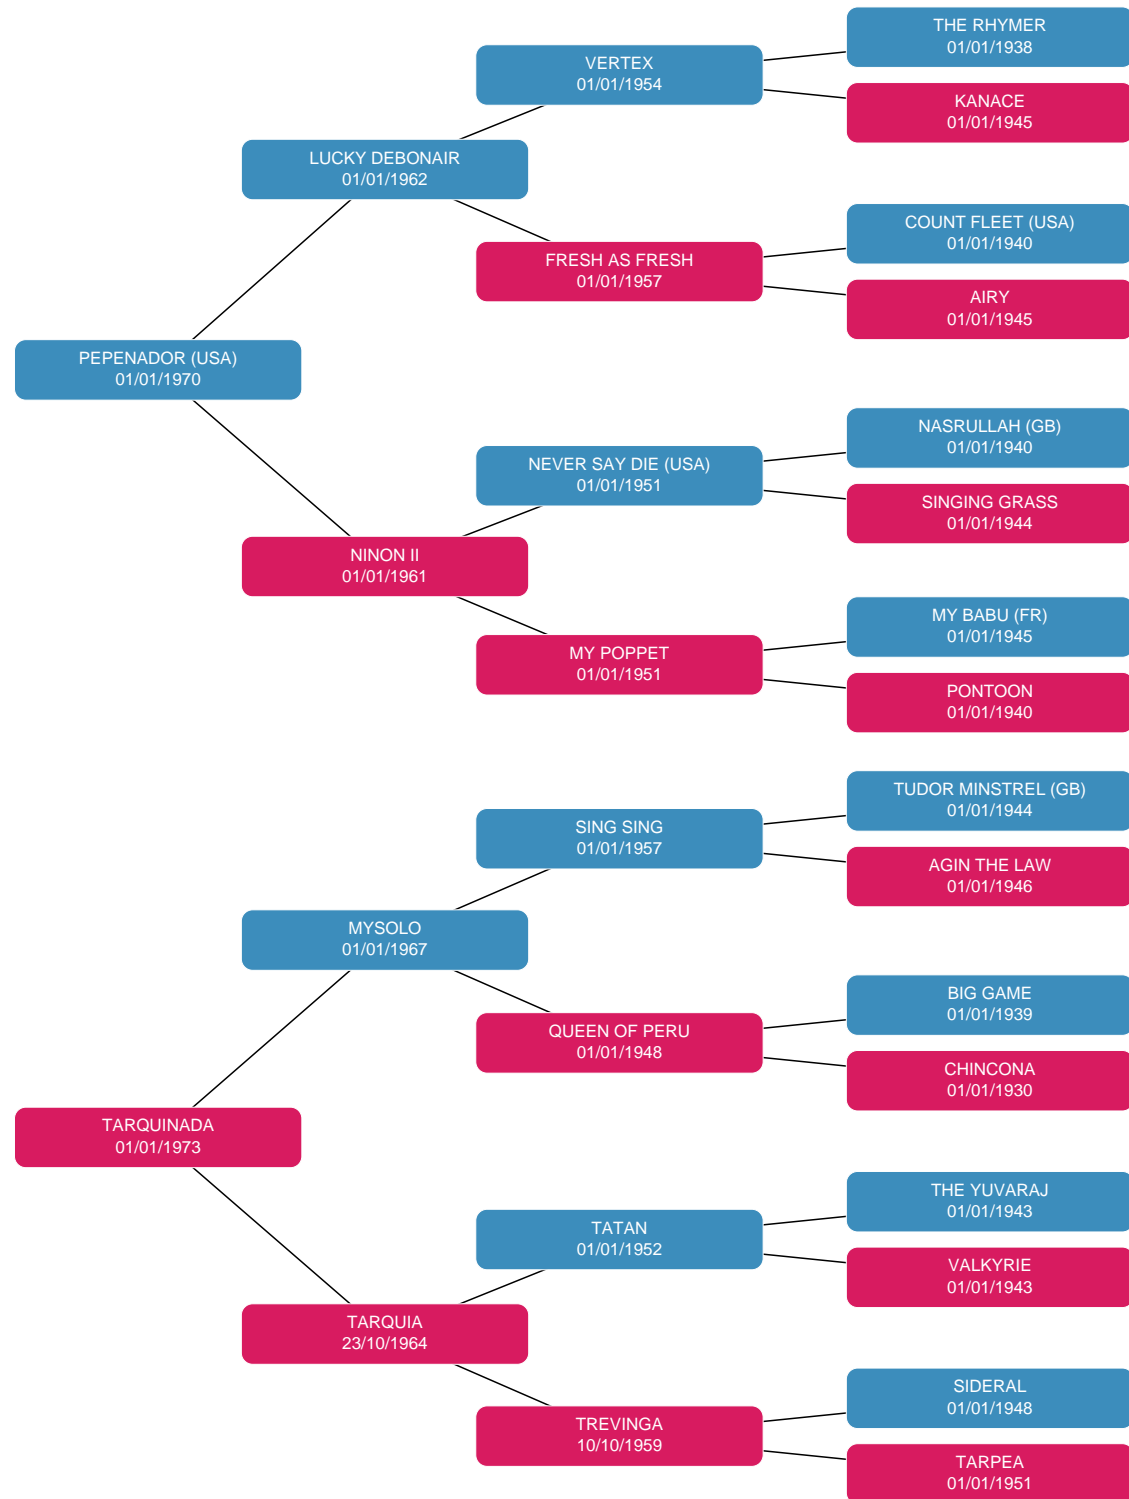 THE RHYMER
01/01/1938
VERTEX
01/01/1954
KANACE
01/01/1945
LUCKY DEBONAIR
01/01/1962
COUNT FLEET (USA)
01/01/1940
FRESH AS FRESH
01/01/1957
AIRY
01/01/1945
PEPENADOR (USA)
01/01/1970
NASRULLAH (GB)
01/01/1940
NEVER SAY DIE (USA)
01/01/1951
SINGING GRASS
01/01/1944
NINON II
01/01/1961
MY BABU (FR)
01/01/1945
MY POPPET
01/01/1951
PONTOON
01/01/1940
TUDOR MINSTREL (GB)
01/01/1944
SING SING
01/01/1957
AGIN THE LAW
01/01/1946
MYSOLO
01/01/1967
BIG GAME
01/01/1939
QUEEN OF PERU
01/01/1948
CHINCONA
01/01/1930
TARQUINADA
01/01/1973
THE YUVARAJ
01/01/1943
TATAN
01/01/1952
VALKYRIE
01/01/1943
TARQUIA
23/10/1964
SIDERAL
01/01/1948
TREVINGA
10/10/1959
TARPEA
01/01/1951